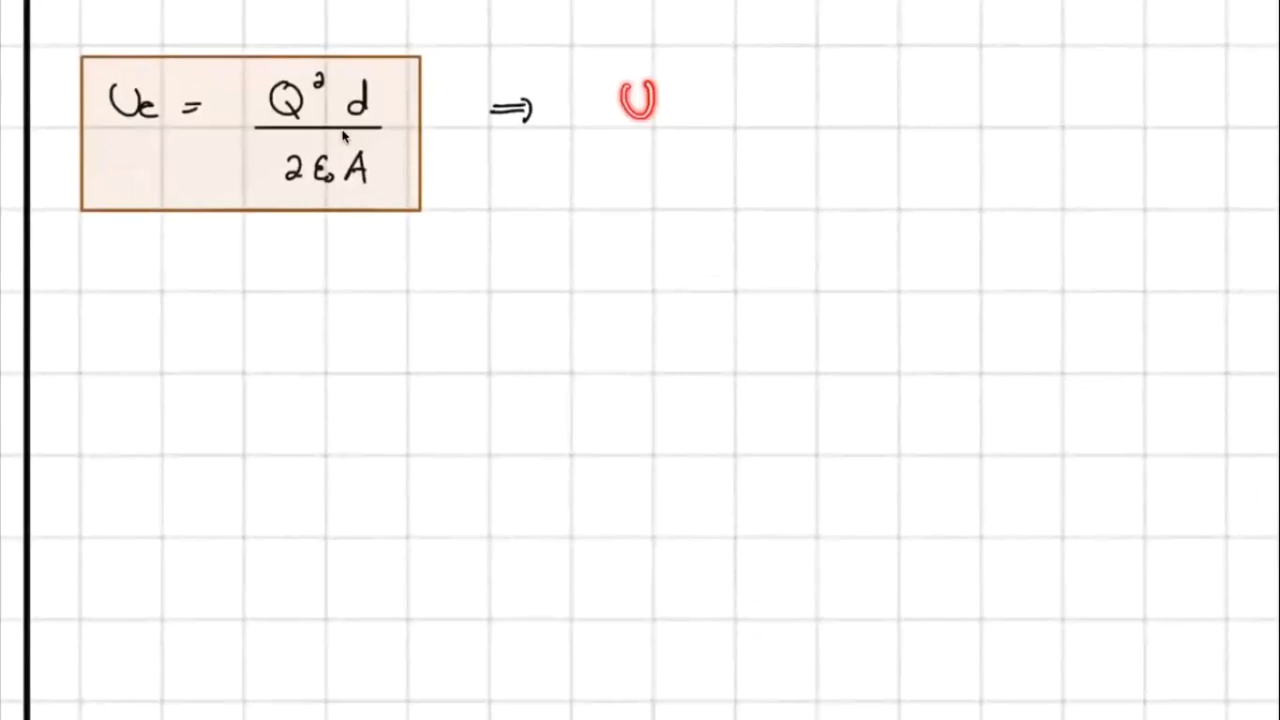 Ue = Q² d / 2ε₀A ⇒ U